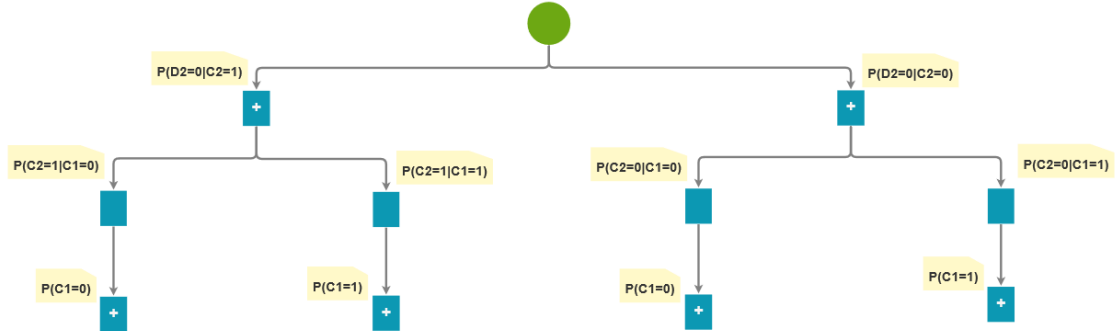 P(D2=0|C2=1)
P(D2=0|C2=0)
+
+
P(C2=1|C1=0)
P(C2=1|C1=1)
P(C2=0|C1=0)
P(C2=0|C1=1)
P(C1=0)
P(C1=1)
P(C1=0)
P(C1=1)
+
+
+
+